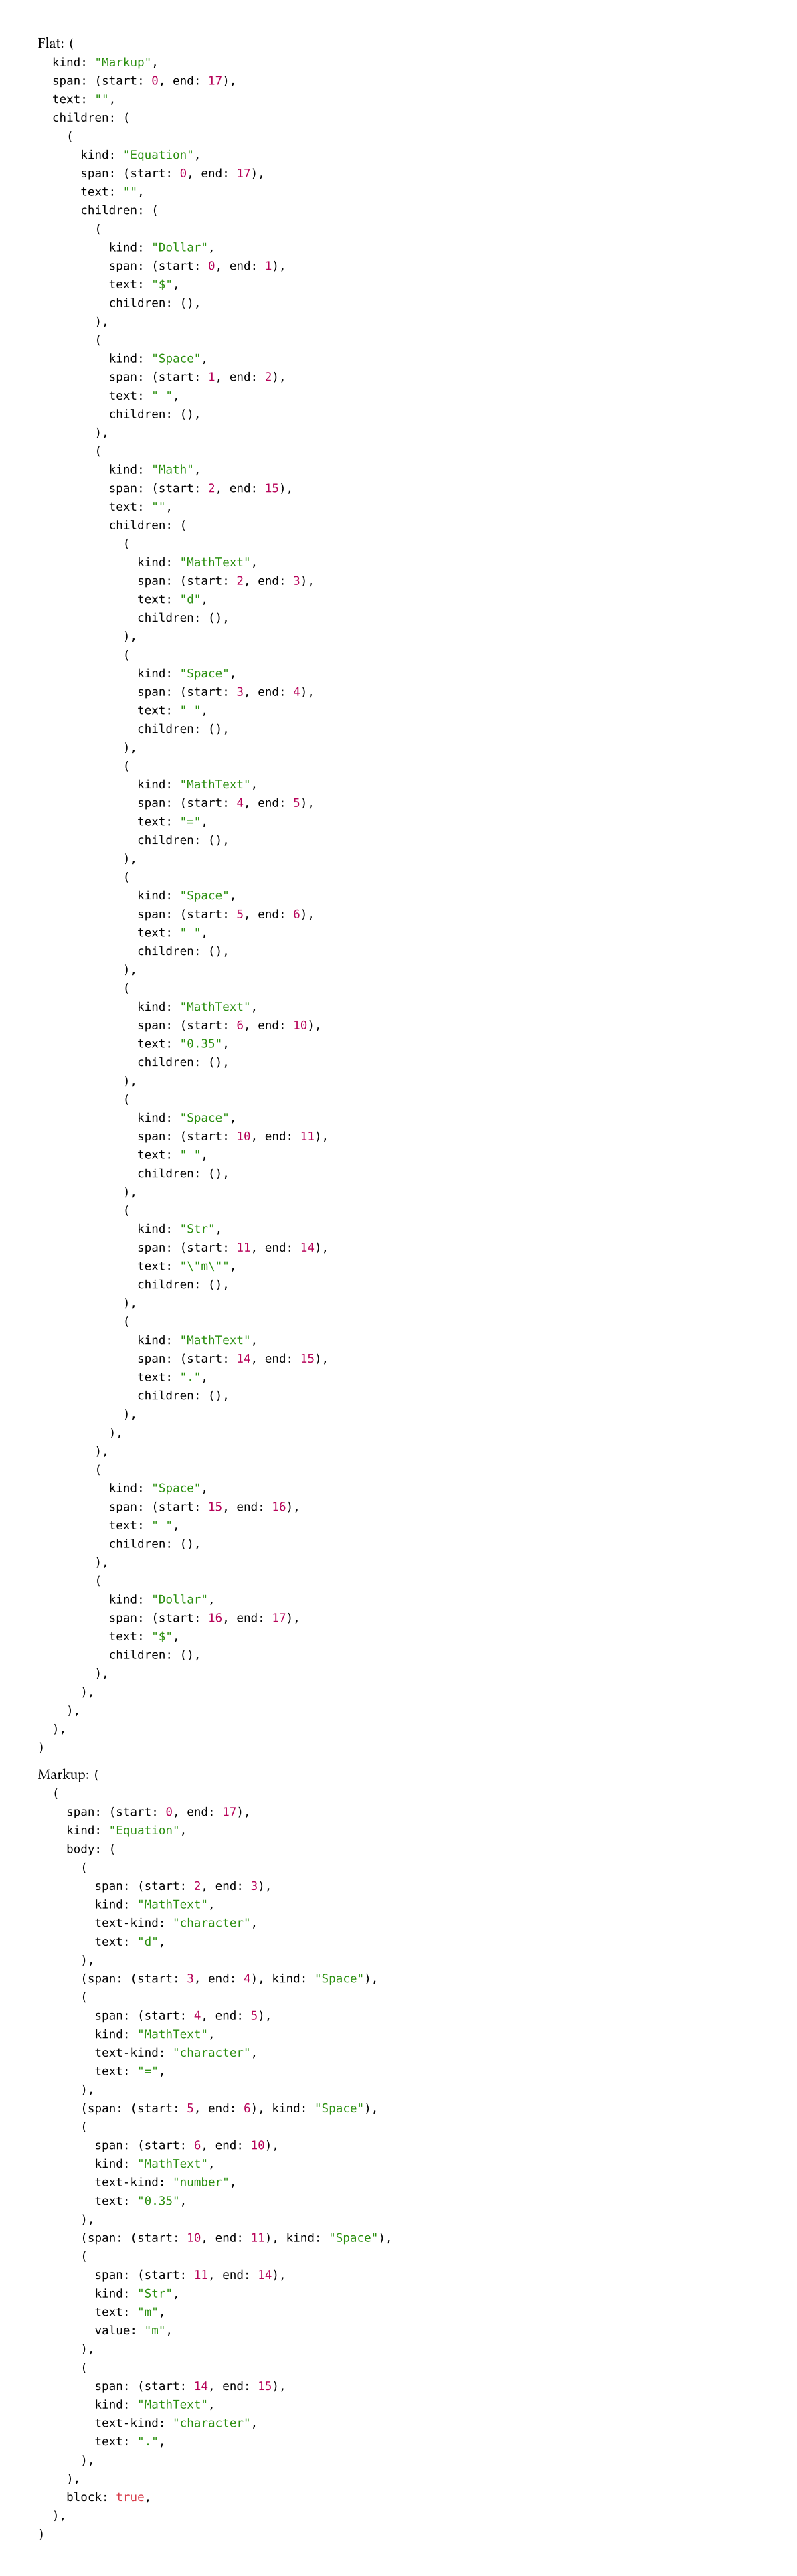 Flat: (
  kind: "Markup",
  span: (start: 0, end: 17),
  text: "",
  children: (
    (
      kind: "Equation",
      span: (start: 0, end: 17),
      text: "",
      children: (
        (
          kind: "Dollar",
          span: (start: 0, end: 1),
          text: "$",
          children: (),
        ),
        (
          kind: "Space",
          span: (start: 1, end: 2),
          text: " ",
          children: (),
        ),
        (
          kind: "Math",
          span: (start: 2, end: 15),
          text: "",
          children: (
            (
              kind: "MathText",
              span: (start: 2, end: 3),
              text: "d",
              children: (),
            ),
            (
              kind: "Space",
              span: (start: 3, end: 4),
              text: " ",
              children: (),
            ),
            (
              kind: "MathText",
              span: (start: 4, end: 5),
              text: "=",
              children: (),
            ),
            (
              kind: "Space",
              span: (start: 5, end: 6),
              text: " ",
              children: (),
            ),
            (
              kind: "MathText",
              span: (start: 6, end: 10),
              text: "0.35",
              children: (),
            ),
            (
              kind: "Space",
              span: (start: 10, end: 11),
              text: " ",
              children: (),
            ),
            (
              kind: "Str",
              span: (start: 11, end: 14),
              text: "\"m\"",
              children: (),
            ),
            (
              kind: "MathText",
              span: (start: 14, end: 15),
              text: ".",
              children: (),
            ),
          ),
        ),
        (
          kind: "Space",
          span: (start: 15, end: 16),
          text: " ",
          children: (),
        ),
        (
          kind: "Dollar",
          span: (start: 16, end: 17),
          text: "$",
          children: (),
        ),
      ),
    ),
  ),
)
Markup: (
  (
    span: (start: 0, end: 17),
    kind: "Equation",
    body: (
      (
        span: (start: 2, end: 3),
        kind: "MathText",
        text-kind: "character",
        text: "d",
      ),
      (span: (start: 3, end: 4), kind: "Space"),
      (
        span: (start: 4, end: 5),
        kind: "MathText",
        text-kind: "character",
        text: "=",
      ),
      (span: (start: 5, end: 6), kind: "Space"),
      (
        span: (start: 6, end: 10),
        kind: "MathText",
        text-kind: "number",
        text: "0.35",
      ),
      (span: (start: 10, end: 11), kind: "Space"),
      (
        span: (start: 11, end: 14),
        kind: "Str",
        text: "m",
        value: "m",
      ),
      (
        span: (start: 14, end: 15),
        kind: "MathText",
        text-kind: "character",
        text: ".",
      ),
    ),
    block: true,
  ),
)